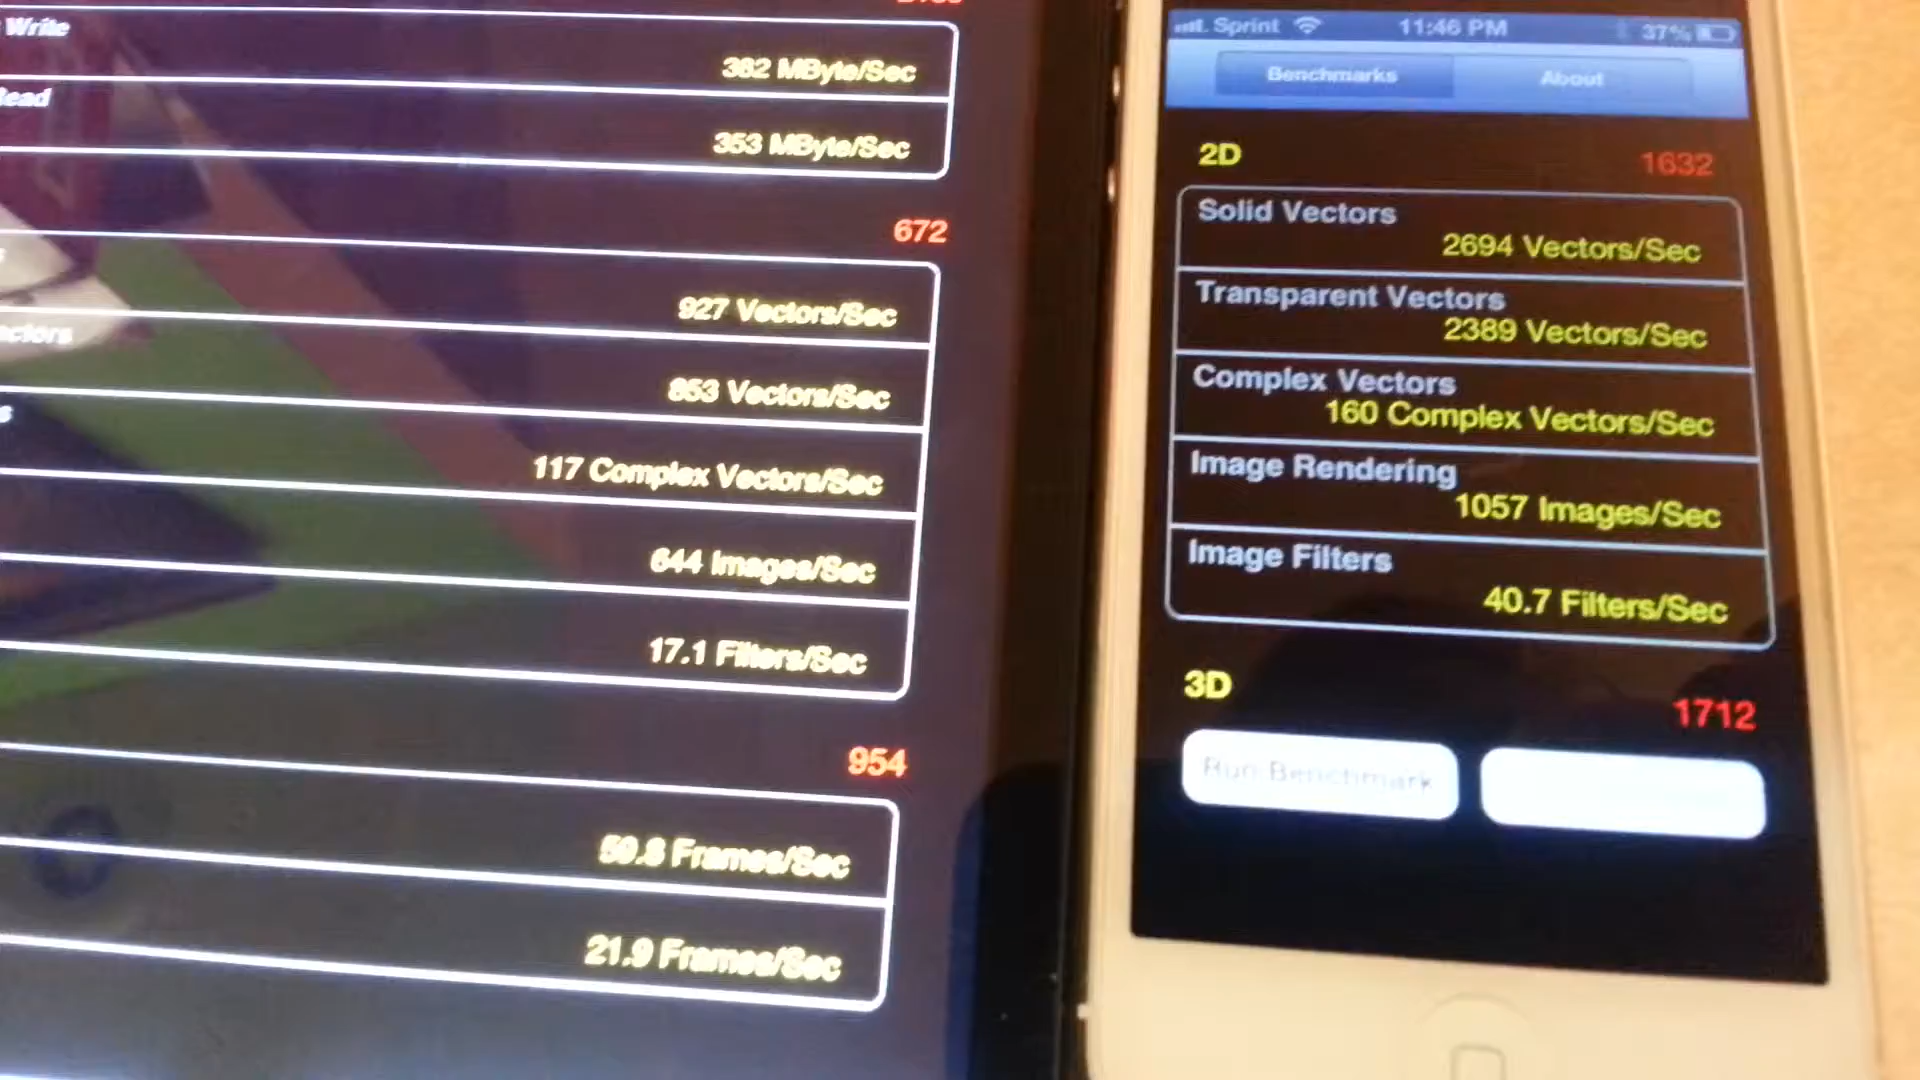 Write
362 MByte/Sec
Read
353 MByte/Sec
672
927 Vectors/Sec
853 Vectors/Sec
117 Complex Vectors/Sec
644 Images/Sec
17.1 Filters/Sec
954
59.8 Frames/Sec
21.9 Frames/Sec
Sprint 11:46 PM 37%
Benchmarks About
2D 1632
Solid Vectors
2694 Vectors/Sec
Transparent Vectors
2389 Vectors/Sec
Complex Vectors
160 Complex Vectors/Sec
Image Rendering
1057 Images/Sec
Image Filters
40.7 Filters/Sec
3D 1712
Run Benchmark